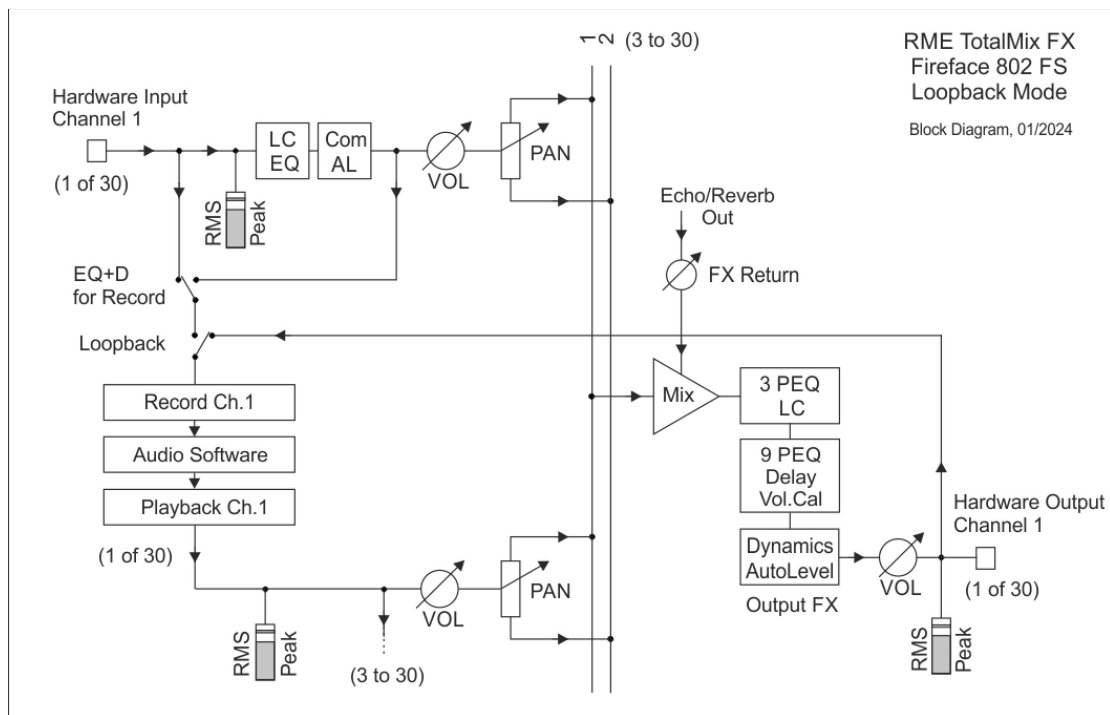 RME TotalMix FX
Fireface 802 FS
Loopback Mode
Block Diagram, 01/2024
1
2
(3 to 30)
Hardware Input
Channel 1
(1 of 30)
LC
EQ
Com
AL
VOL
PAN
RMS
Peak
EQ+D
for Record
Loopback
Record Ch.1
Audio Software
Playback Ch.1
(1 of 30)
RMS
Peak
(3 to 30)
VOL
PAN
Echo/Reverb
Out
FX Return
Mix
3 PEQ
LC
9 PEQ
Delay
Vol.Cal
Dynamics
AutoLevel
Output FX
VOL
Hardware Output
Channel 1
(1 of 30)
RMS
Peak